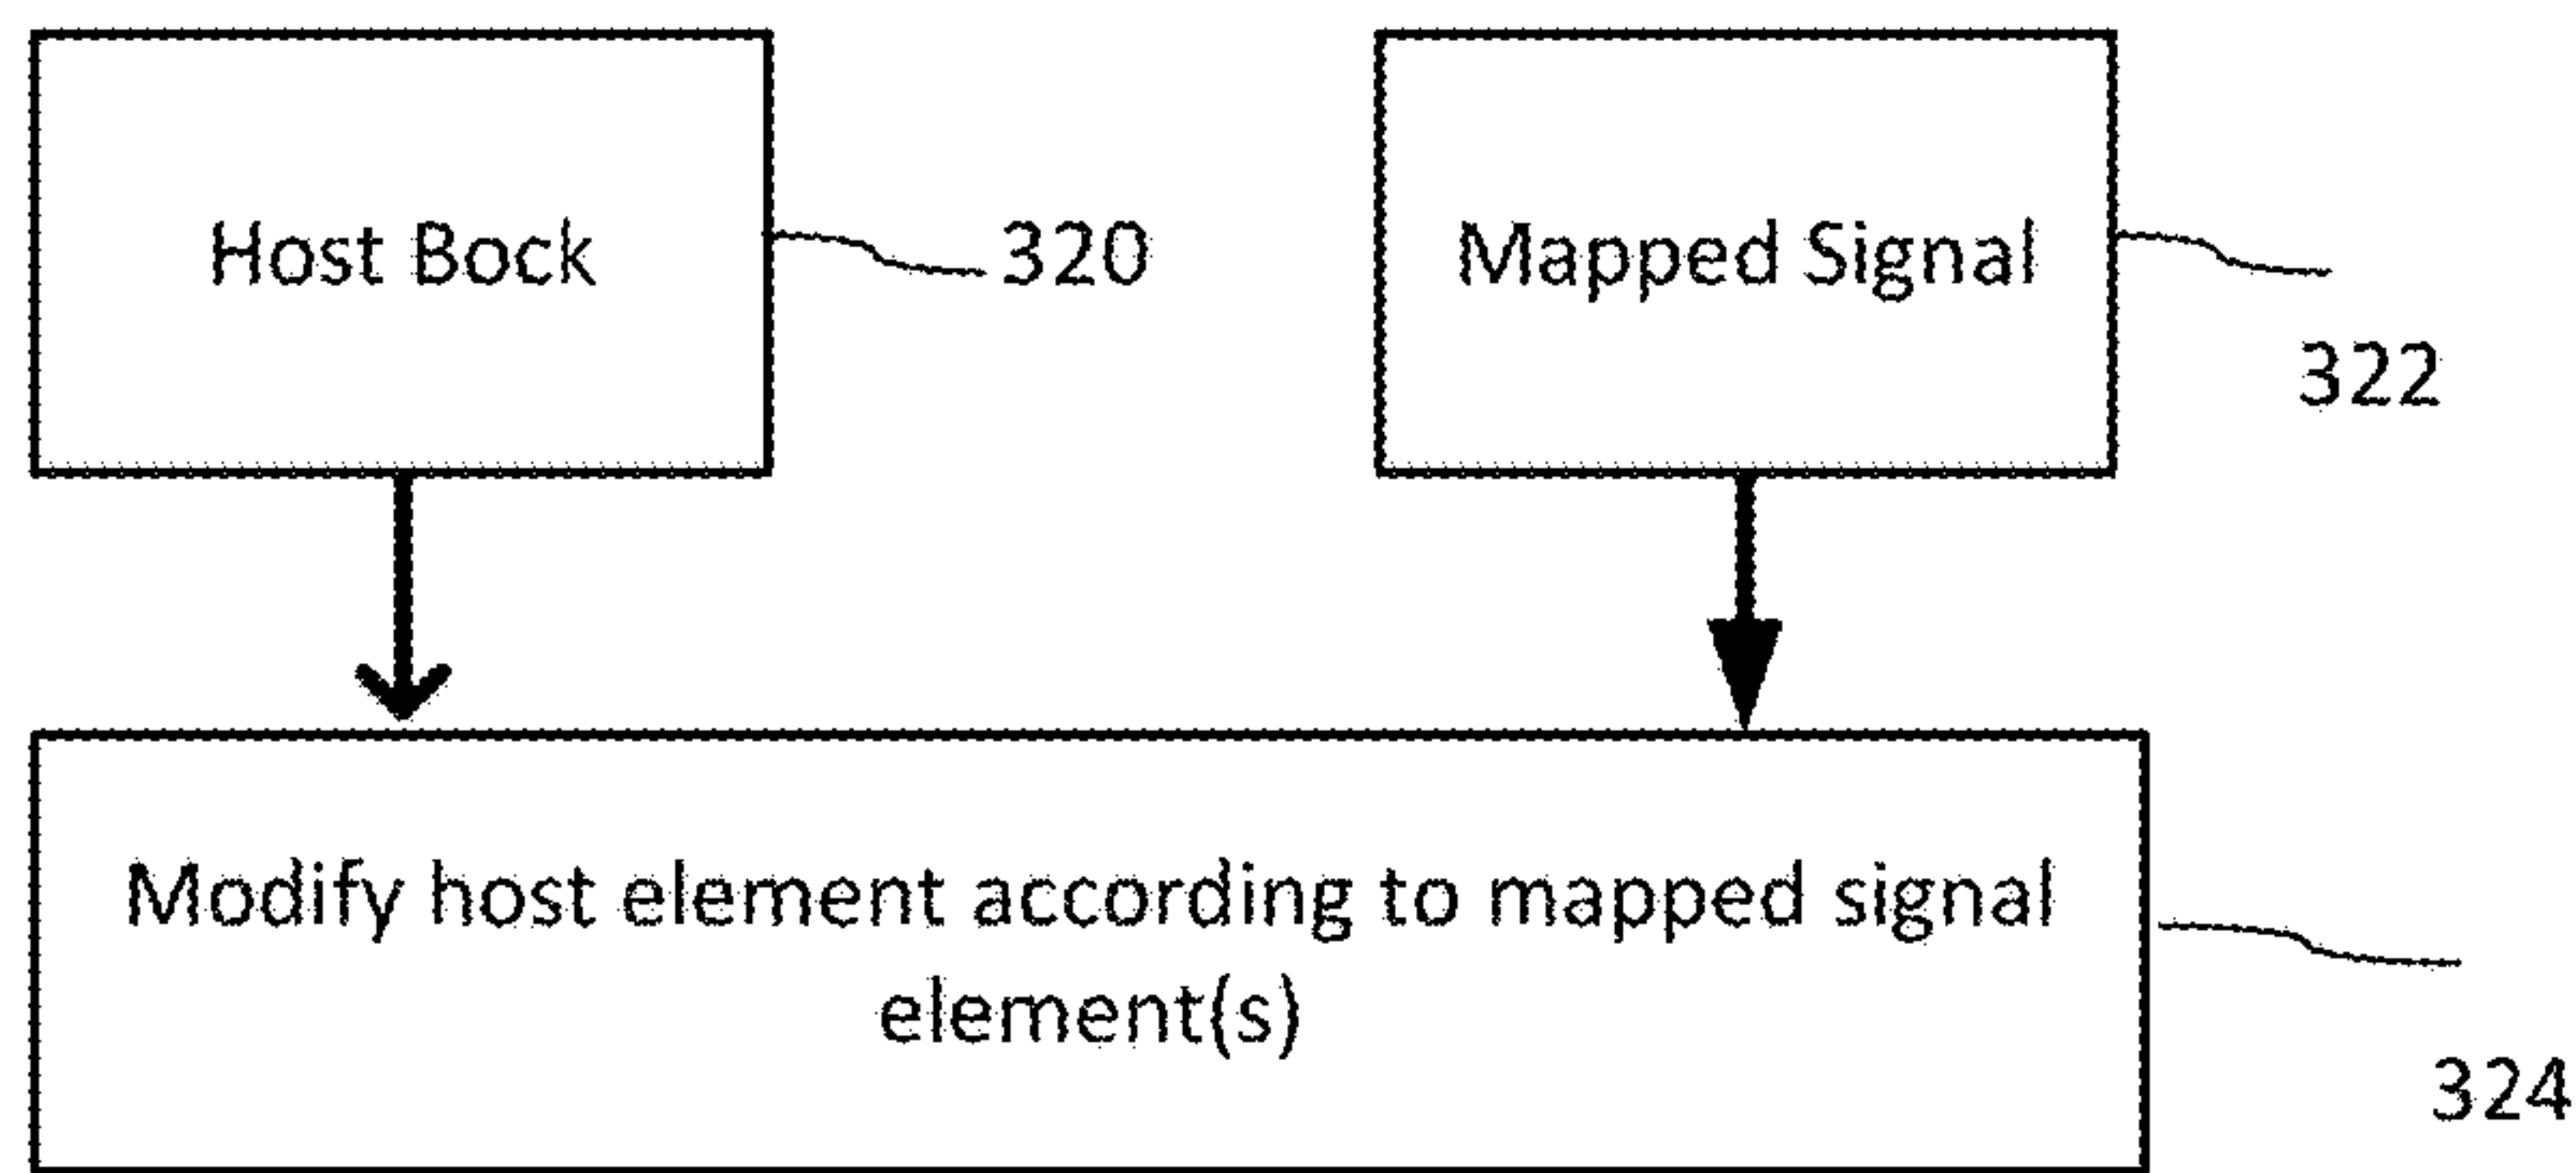 Host Bock
320
Mapped Signal
322
Modify host element according to mapped signal
element(s)
324